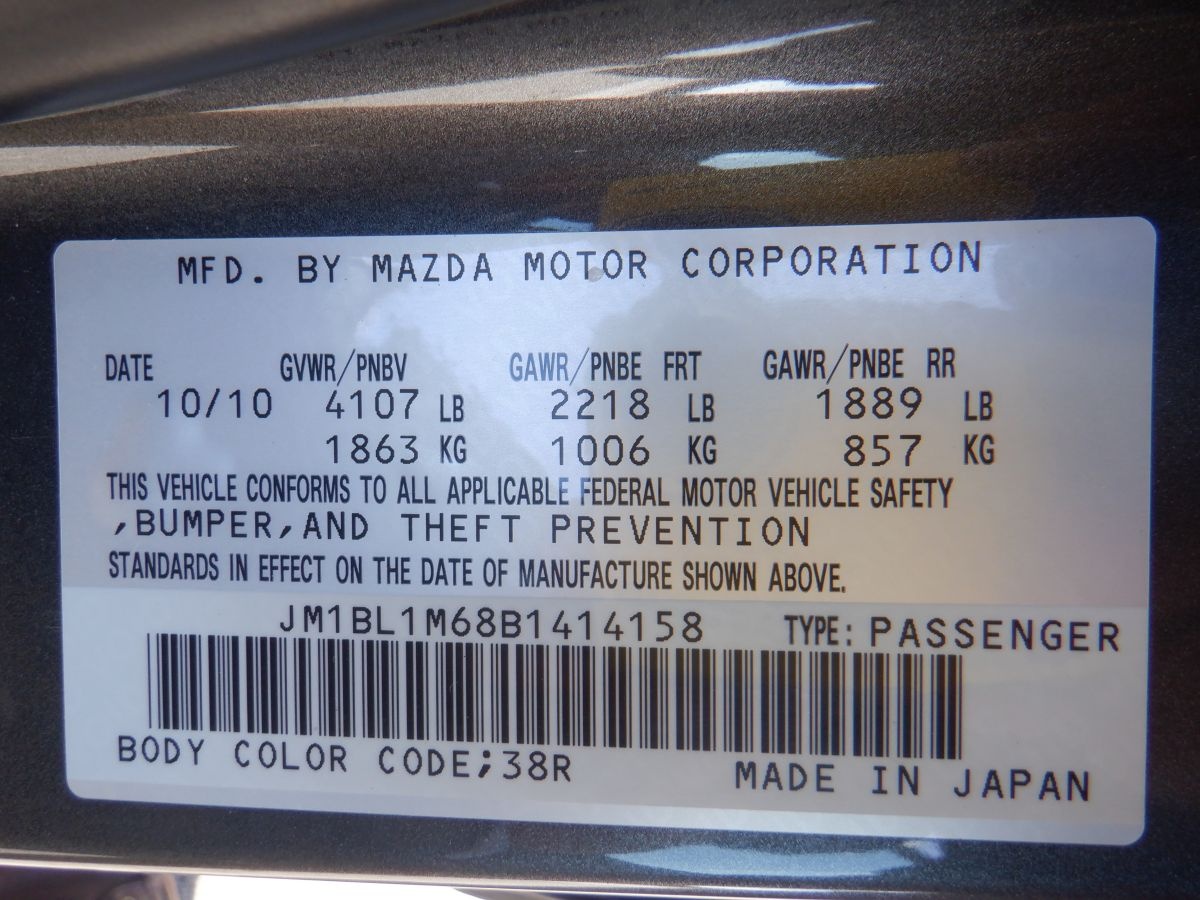 MFD. BY MAZDA MOTOR CORPORATION
DATE GVWR/PNBV GAWR/PNBE FRT GAWR/PNBE RR
10/10 4107 LB 2218 LB 1889 LB
1863 KG 1006 KG 857 KG
THIS VEHICLE CONFORMS TO ALL APPLICABLE FEDERAL MOTOR VEHICLE SAFETY
,BUMPER,AND THEFT PREVENTION
STANDARDS IN EFFECT ON THE DATE OF MANUFACTURE SHOWN ABOVE.
JM1BL1M68B1414158 TYPE: PASSENGER
BODY COLOR CODE;38R MADE IN JAPAN